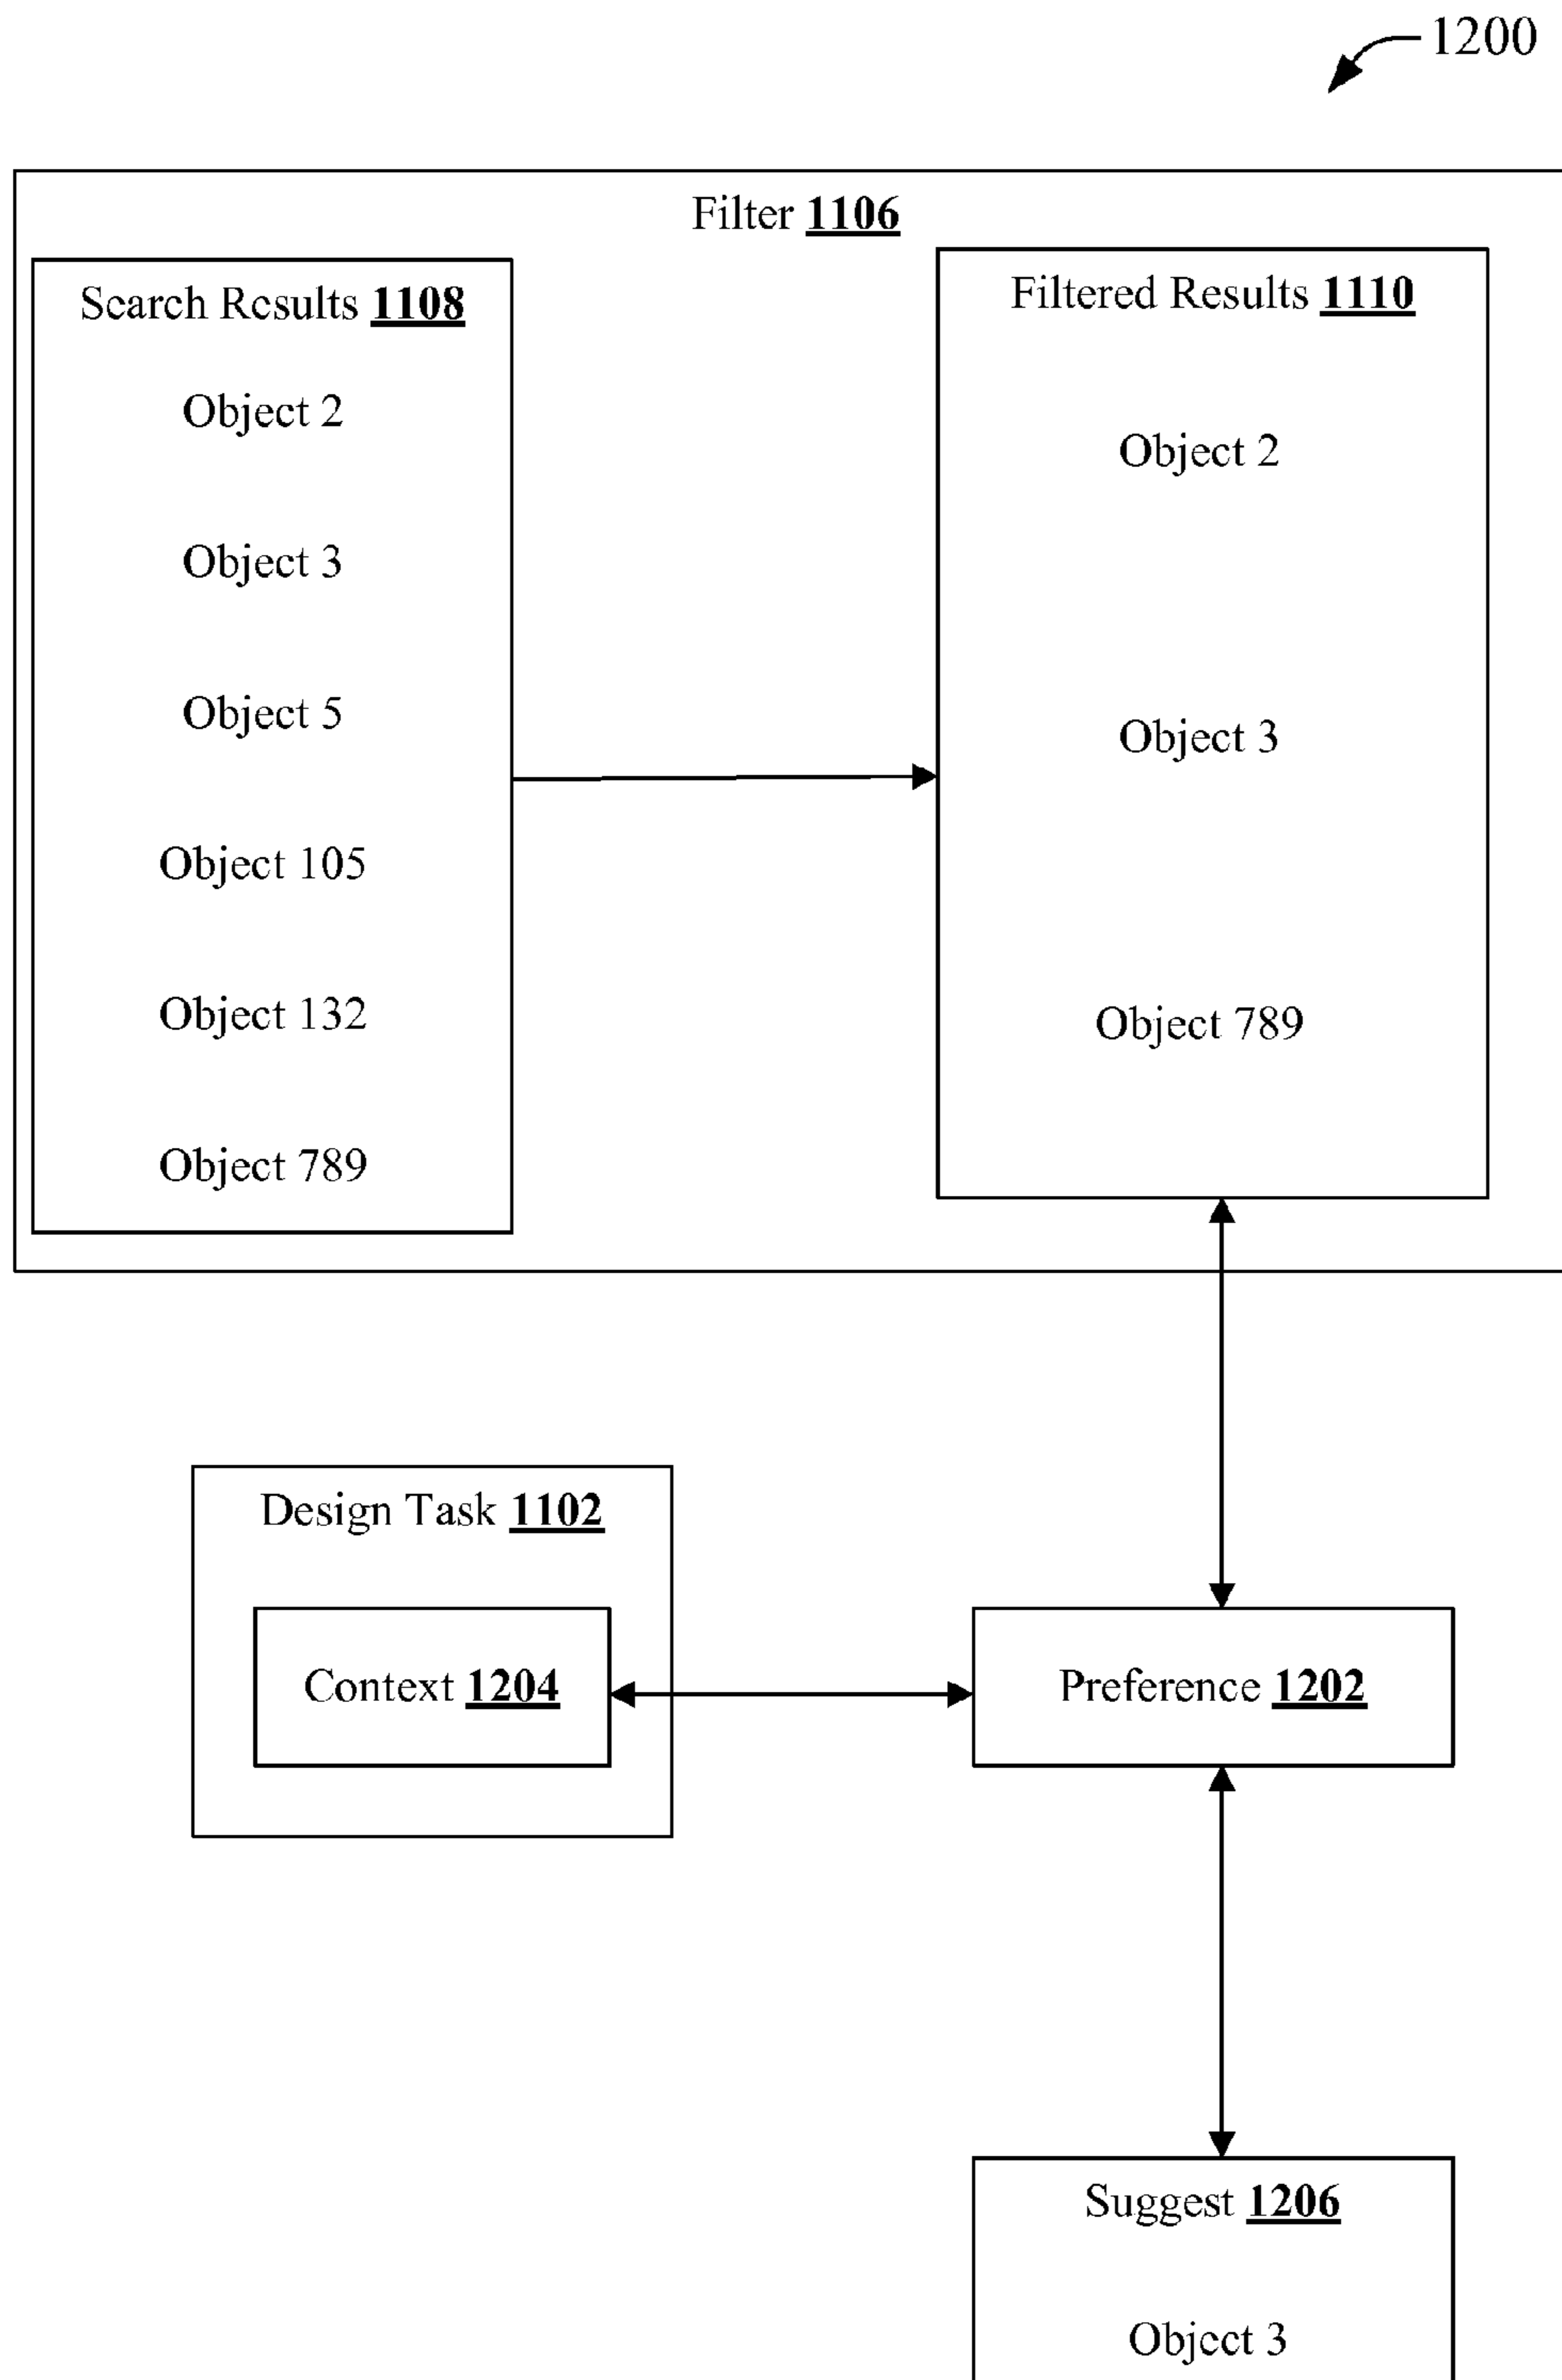 1200
Filter 1106
Search Results 1108
Object 2
Object 3
Object 5
Object 105
Object 132
Object 789
Filtered Results 1110
Object 2
Object 3
Object 789
Design Task 1102
Context 1204
Preference 1202
Suggest 1206
Object 3